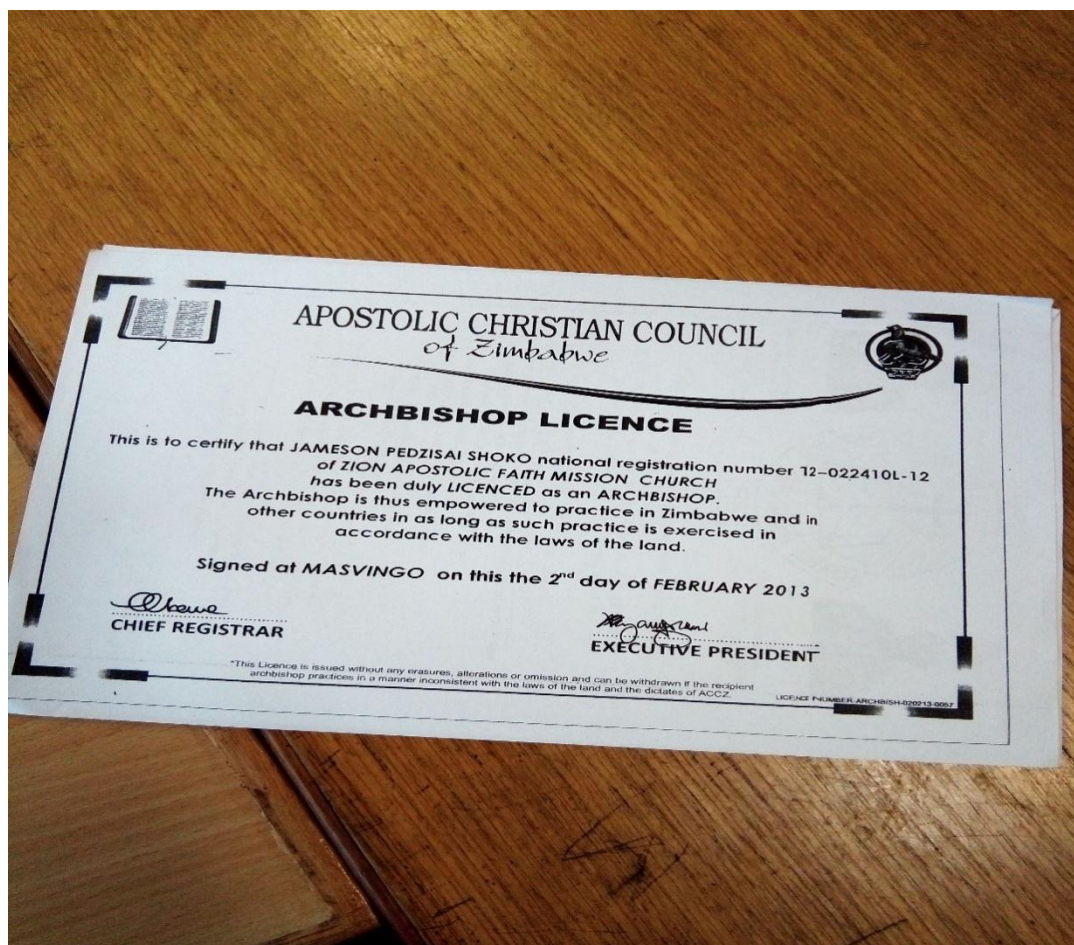 APOSTOLIC CHRISTIAN COUNCIL
of Zimbabwe
ARCHBISHOP LICENCE
This is to certify that JAMESON PEDZISAI SHOKO national registration number 12-022410L-12
of ZION APOSTOLIC FAITH MISSION CHURCH
has been duly LICENCED as an ARCHBISHOP.
The Archbishop is thus empowered to practice in Zimbabwe and in
other countries in as long as such practice is exercised in
accordance with the laws of the land.
Signed at MASVINGO on this the 2nd day of FEBRUARY 2013
CHIEF REGISTRAR
EXECUTIVE PRESIDENT
"This Licence is issued without any erasures, alterations or omission and can be withdrawn if the recipient
archbishop practices in a manner inconsistent with the laws of the land and the dictates of ACCZ.
LICENCE NUMBER ARCHBISH-020213-0057